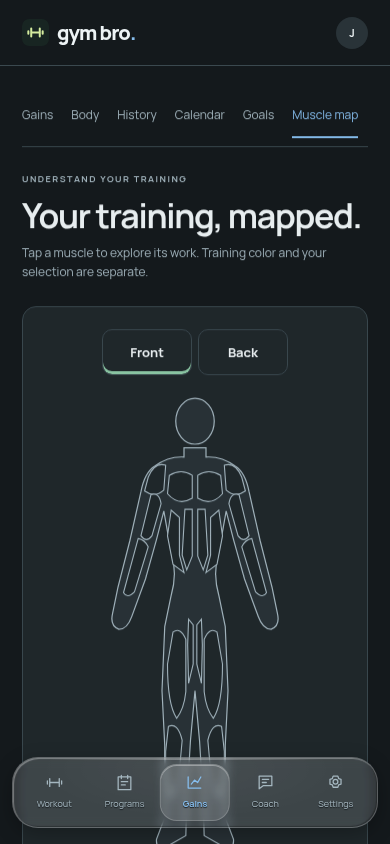 gym bro.
J
Gains Body History Calendar Goals Muscle map
UNDERSTAND YOUR TRAINING
Your training, mapped.
Tap a muscle to explore its work. Training color and your
selection are separate.
Front Back
Workout Programs Gains Coach Settings